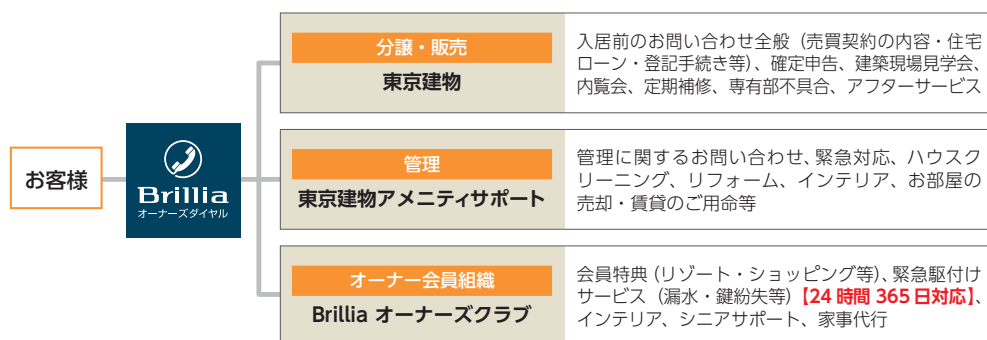 お客様
Brillia
オーナーズダイヤル
分譲・販売
東京建物
入居前のお問い合わせ全般（売買契約の内容・住宅
ローン・登記手続き等）、確定申告、建築現場見学会、
内覧会、定期補修、専有部不具合、アフターサービス
管理
東京建物アメニティサポート
管理に関するお問い合わせ、緊急対応、ハウスク
リーニング、リフォーム、インテリア、お部屋の
売却・賃貸のご用命等
オーナー会員組織
Brillia オーナーズクラブ
会員特典（リゾート・ショッピング等）、緊急駆付け
サービス（漏水・鍵紛失等）【24時間365日対応】、
インテリア、シニアサポート、家事代行